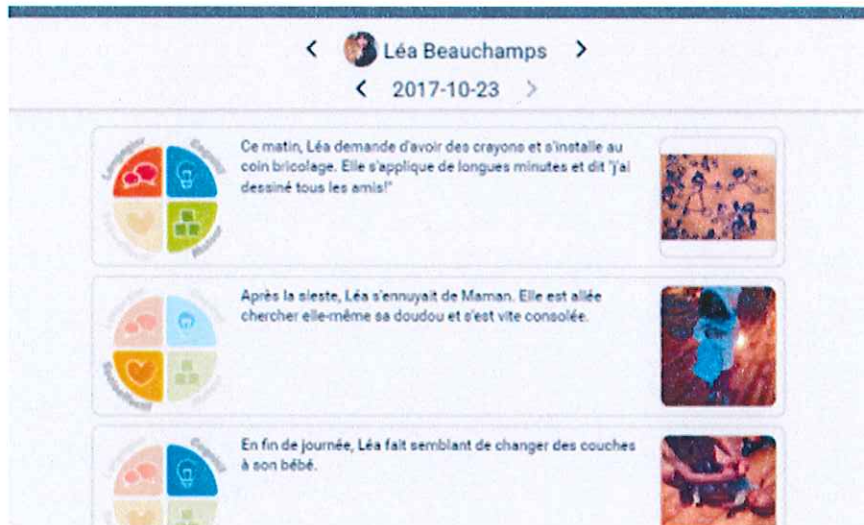 Léa Beauchamps
2017-10-23
Langagier
Cognitif
Moteur
Ce matin, Léa demande d'avoir des crayons et s'installe au
coin bricolage. Elle s'applique de longues minutes et dit "j'ai
dessiné tous les amis!"
Socioaffectif
Après la sieste, Léa s'ennuyait de Maman. Elle est allée
chercher elle-même sa doudou et s'est vite consolée.
Cognitif
En fin de journée, Léa fait semblant de changer des couches
à son bébé.